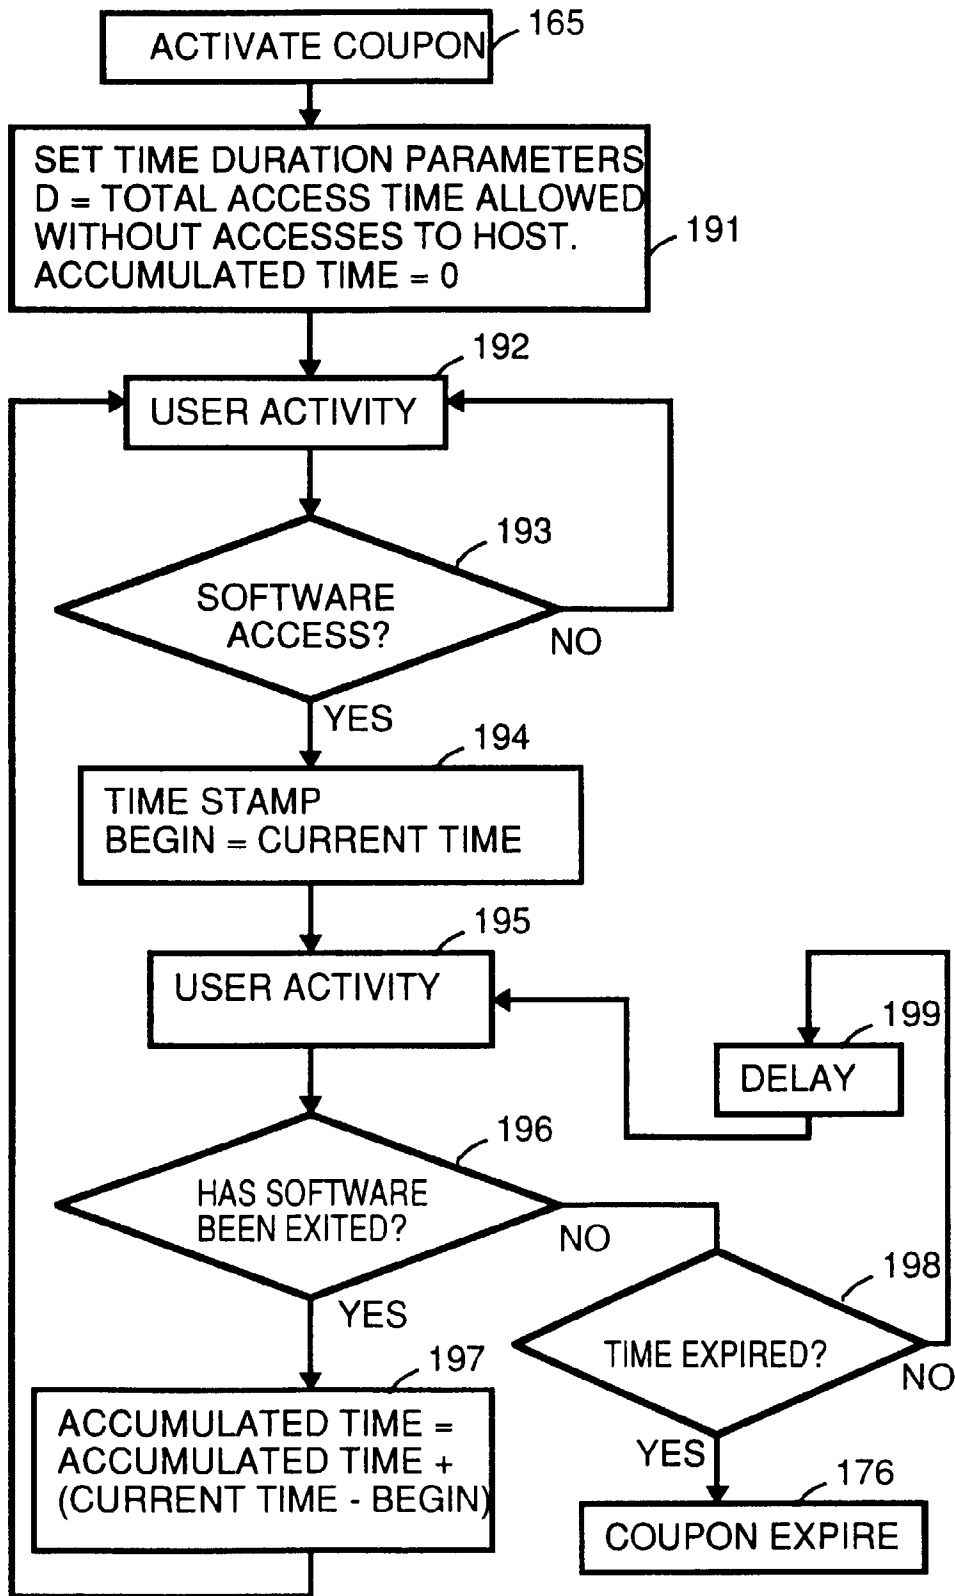 165
ACTIVATE COUPON
SET TIME DURATION PARAMETERS
D = TOTAL ACCESS TIME ALLOWED
WITHOUT ACCESSES TO HOST.
ACCUMULATED TIME = 0
191
192
USER ACTIVITY
193
SOFTWARE
ACCESS?
NO
YES
194
TIME STAMP
BEGIN = CURRENT TIME
195
USER ACTIVITY
199
DELAY
196
HAS SOFTWARE
BEEN EXITED?
NO
YES
198
TIME EXPIRED?
NO
YES
197
ACCUMULATED TIME =
ACCUMULATED TIME +
(CURRENT TIME - BEGIN)
176
COUPON EXPIRE